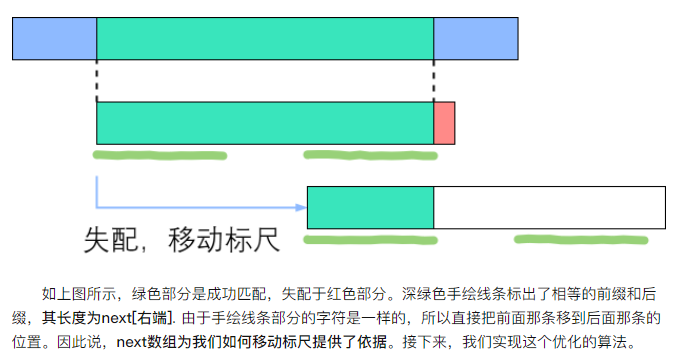 失配，移动标尺
如上图所示，绿色部分是成功匹配，失配于红色部分。深绿色手绘线条标出了相等的前缀和后
缀，其长度为next[右端]. 由于手绘线条部分的字符是一样的，所以直接把前面那条移到后面那条的
位置。因此说，next数组为我们如何移动标尺提供了依据。接下来，我们实现这个优化的算法。